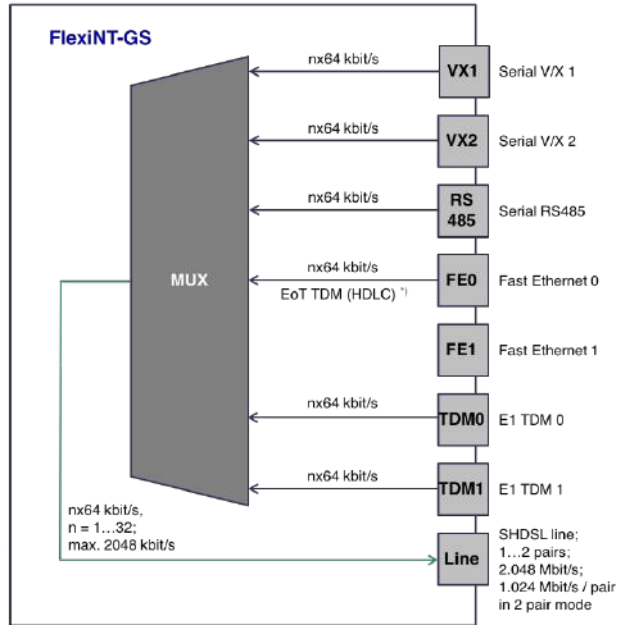 FlexiNT-GS
nx64 kbit/s
VX1
Serial V/X 1
nx64 kbit/s
VX2
Serial V/X 2
nx64 kbit/s
RS
485
Serial RS485
MUX
nx64 kbit/s
EoT TDM (HDLC) *)
FE0
Fast Ethernet 0
FE1
Fast Ethernet 1
nx64 kbit/s
TDM0
E1 TDM 0
nx64 kbit/s
TDM1
E1 TDM 1
nx64 kbit/s,
n = 1...32;
max. 2048 kbit/s
Line
SHDSL line;
1...2 pairs;
2.048 Mbit/s;
1.024 Mbit/s / pair
in 2 pair mode